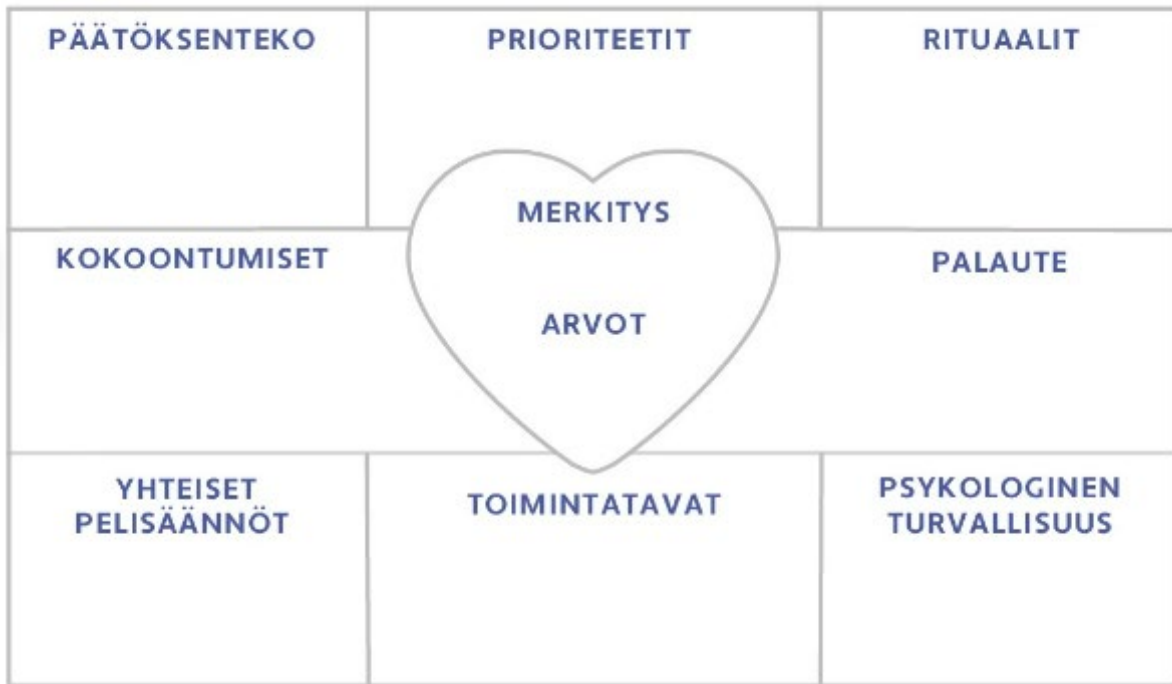 PÄÄTÖKSENTEKO
PRIORITEETIT
RITUAALIT
MERKITYS
ARVOT
KOKOONTUMISET
PALAUTE
YHTEISET
PELISÄÄNNÖT
TOIMINTATAVAT
PSYKOLOGINEN
TURVALLISUUS